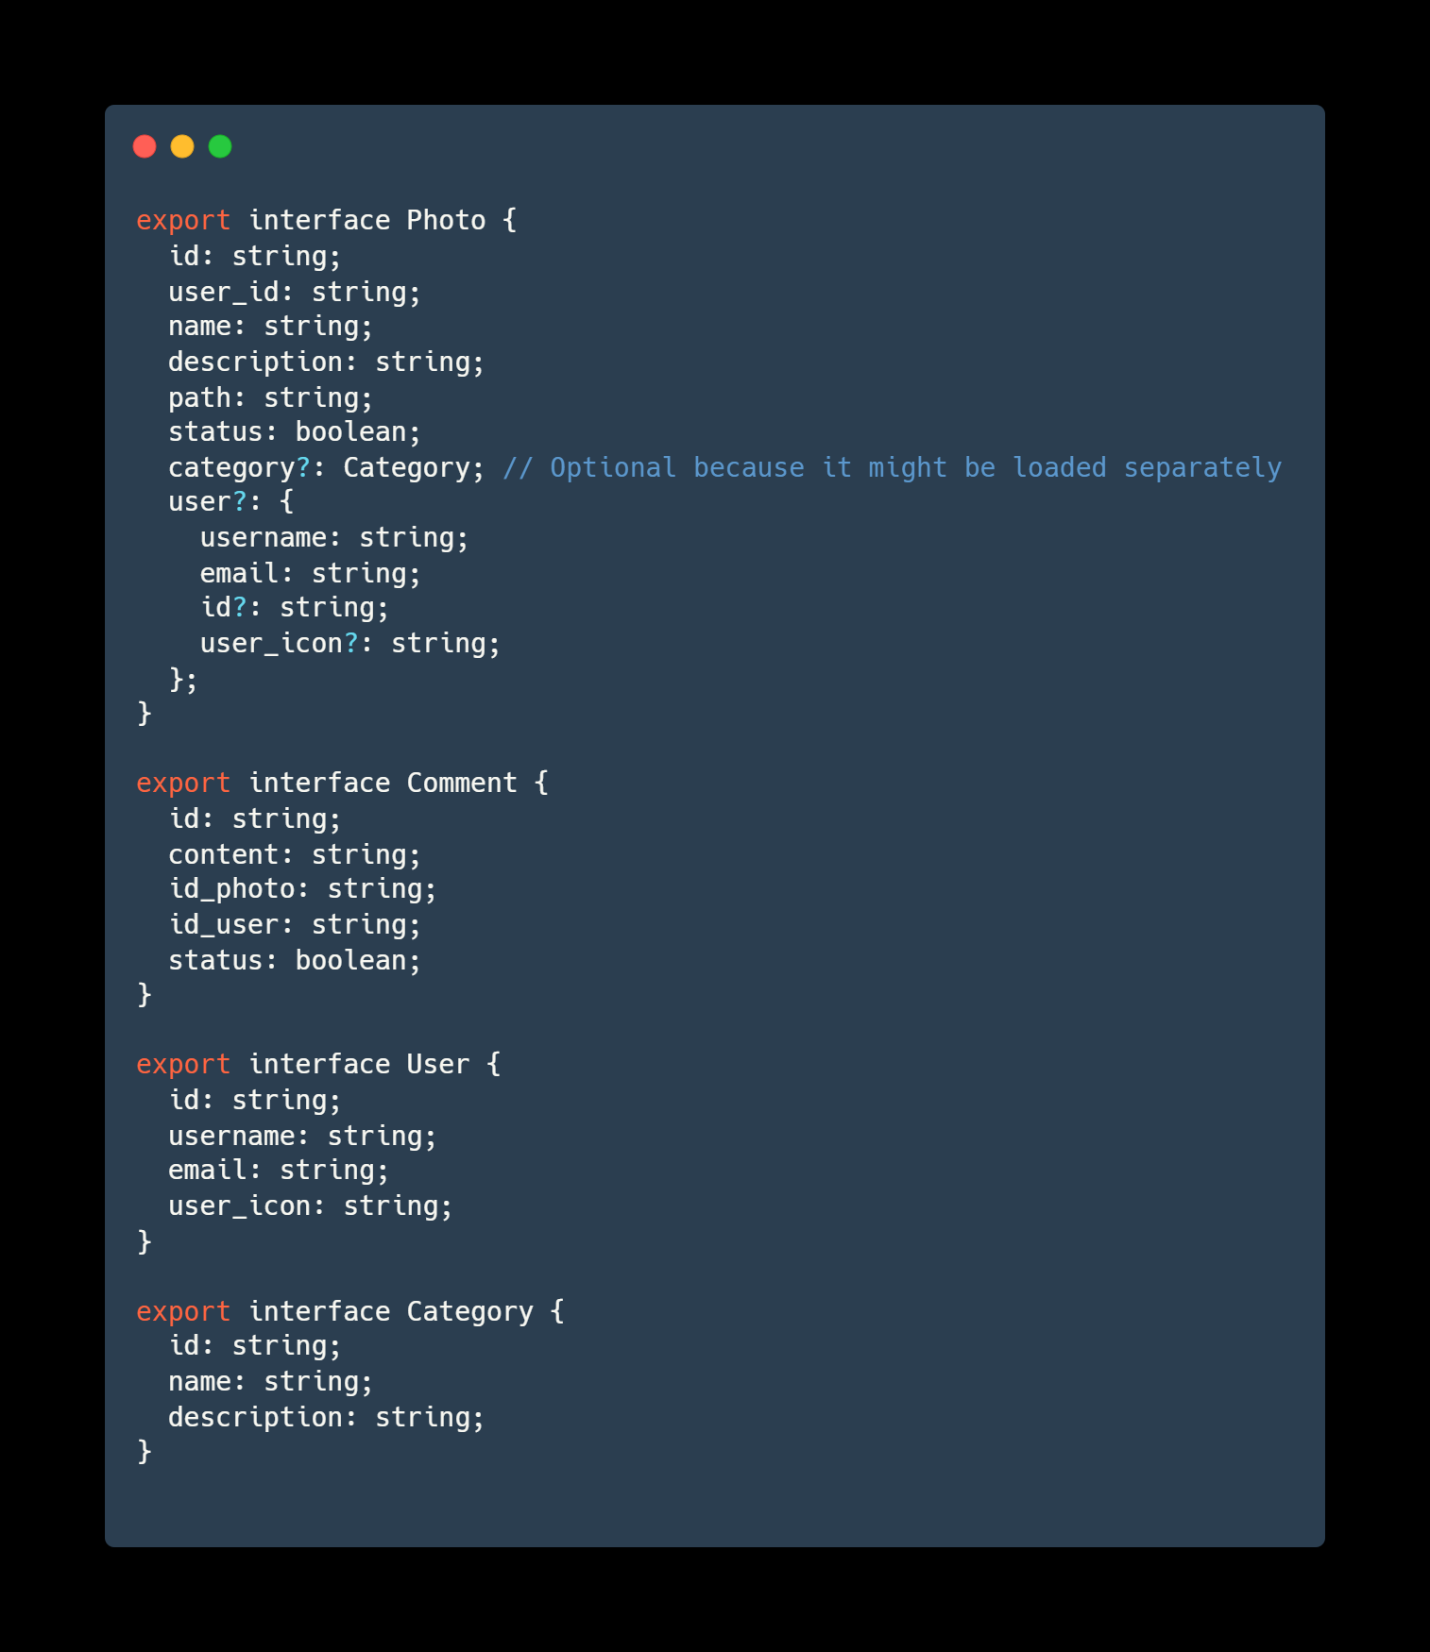 export interface Photo {
  id: string;
  user_id: string;
  name: string;
  description: string;
  path: string;
  status: boolean;
  category?: Category; // Optional because it might be loaded separately
  user?: {
    username: string;
    email: string;
    id?: string;
    user_icon?: string;
  };
}

export interface Comment {
  id: string;
  content: string;
  id_photo: string;
  id_user: string;
  status: boolean;
}

export interface User {
  id: string;
  username: string;
  email: string;
  user_icon: string;
}

export interface Category {
  id: string;
  name: string;
  description: string;
}